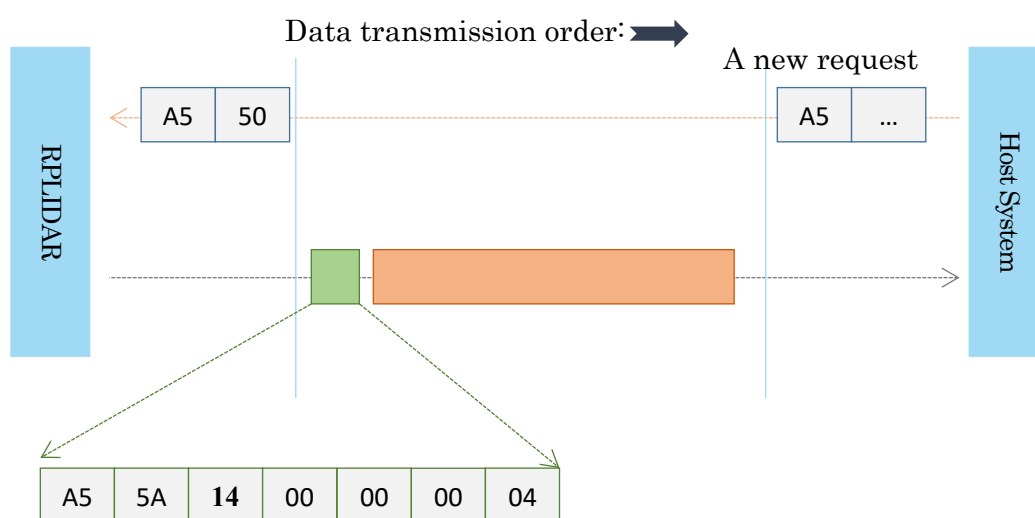 Data transmission order:
A new request
A5 50
A5 ...
RPLIDAR
Host System
A5 5A 14 00 00 00 04